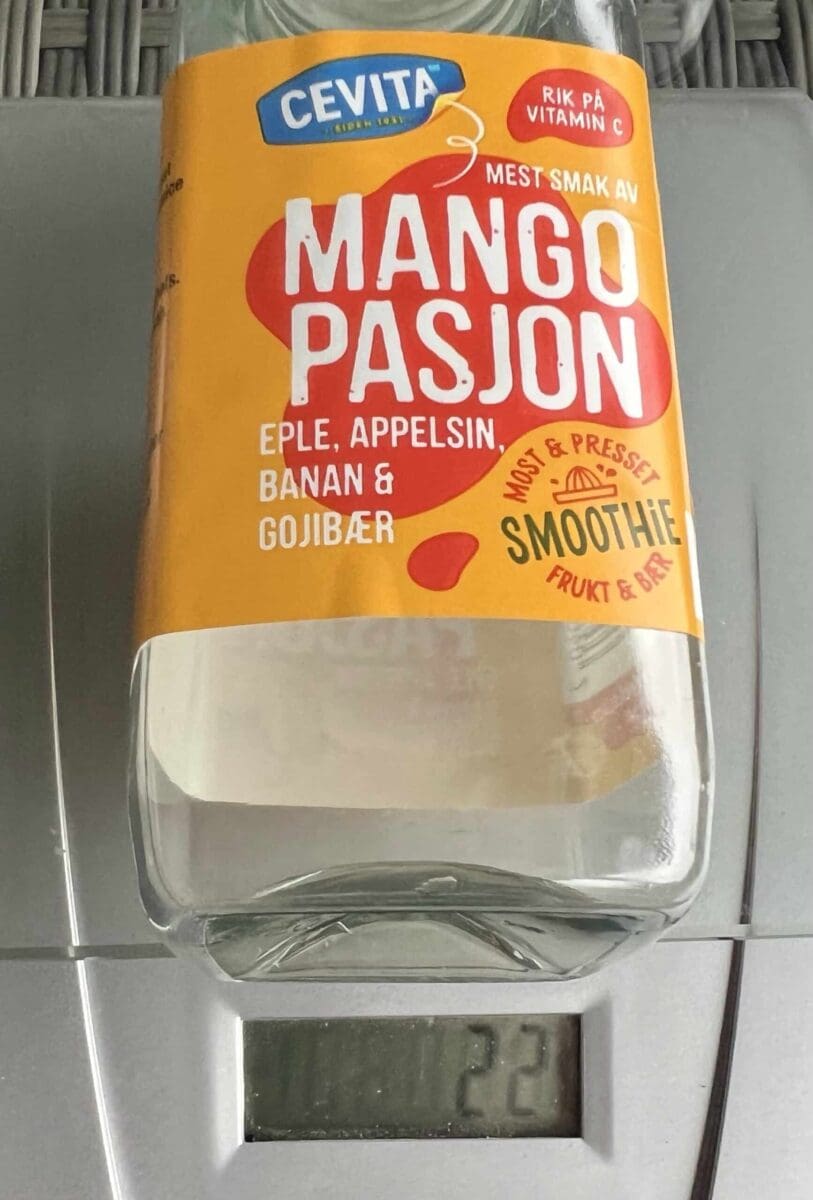 CEVITA
SIDEN 1931
RIK PÅ
VITAMIN C
MEST SMAK AV
MANGO
PASJON
EPLE, APPELSIN,
BANAN &
GOJIBÆR
MOST & PRESSET
SMOOTHiE
FRUKT & BÆR
22